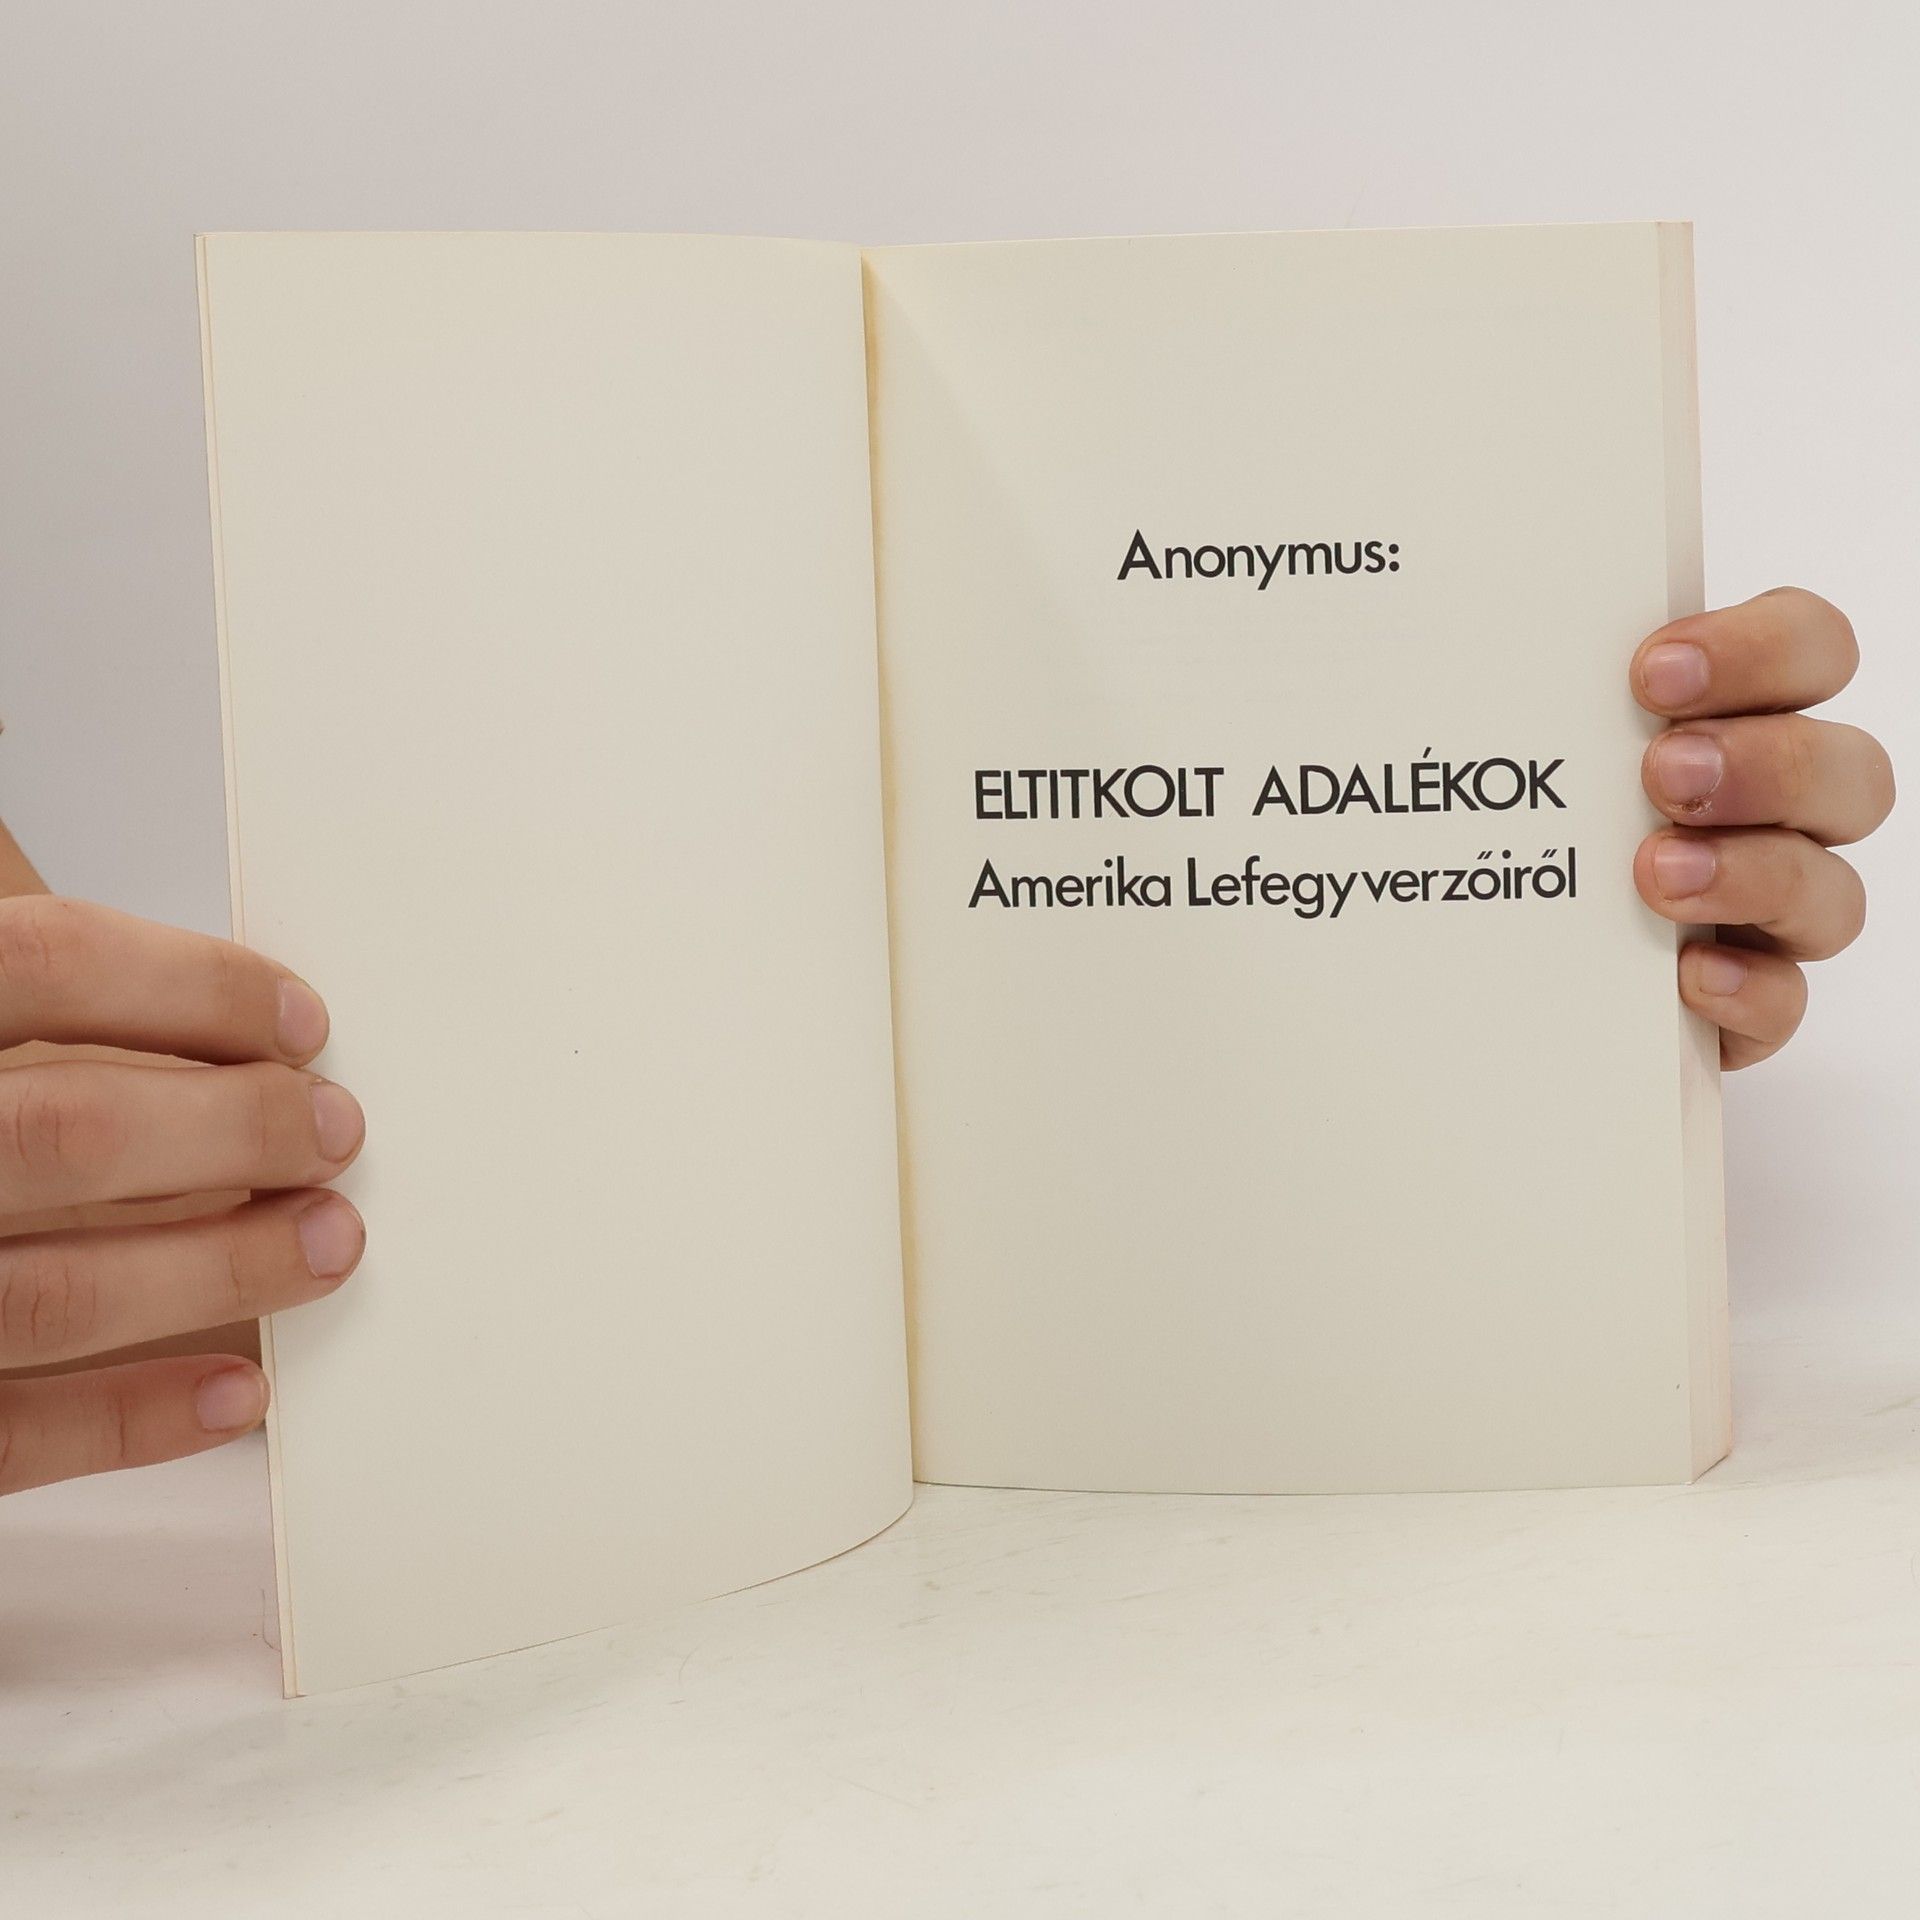 Anonymus:
ELTITKOLT ADALÉKOK
Amerika Lefegyverzőiről